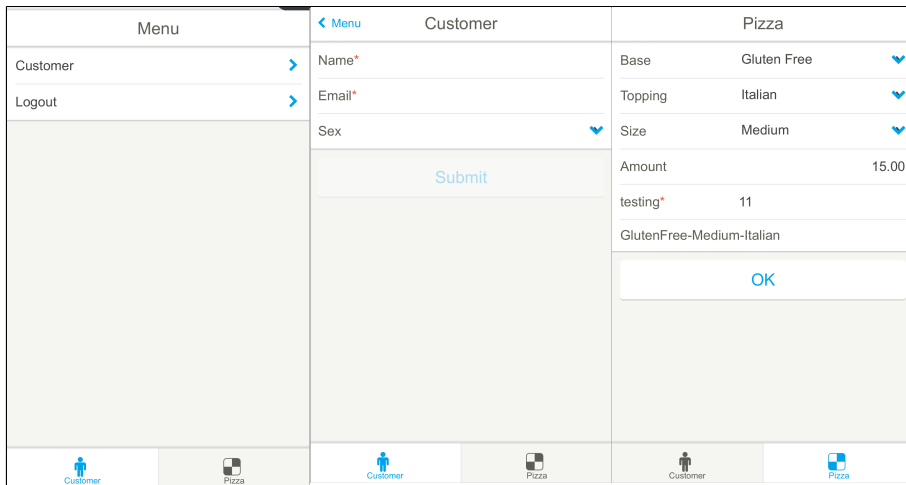 Menu
Customer
Logout
Customer
Pizza
Menu
Customer
Name*
Email*
Sex
Submit
Customer
Pizza
Pizza
Base Gluten Free
Topping Italian
Size Medium
Amount 15.00
testing* 11
GlutenFree-Medium-Italian
OK
Customer
Pizza